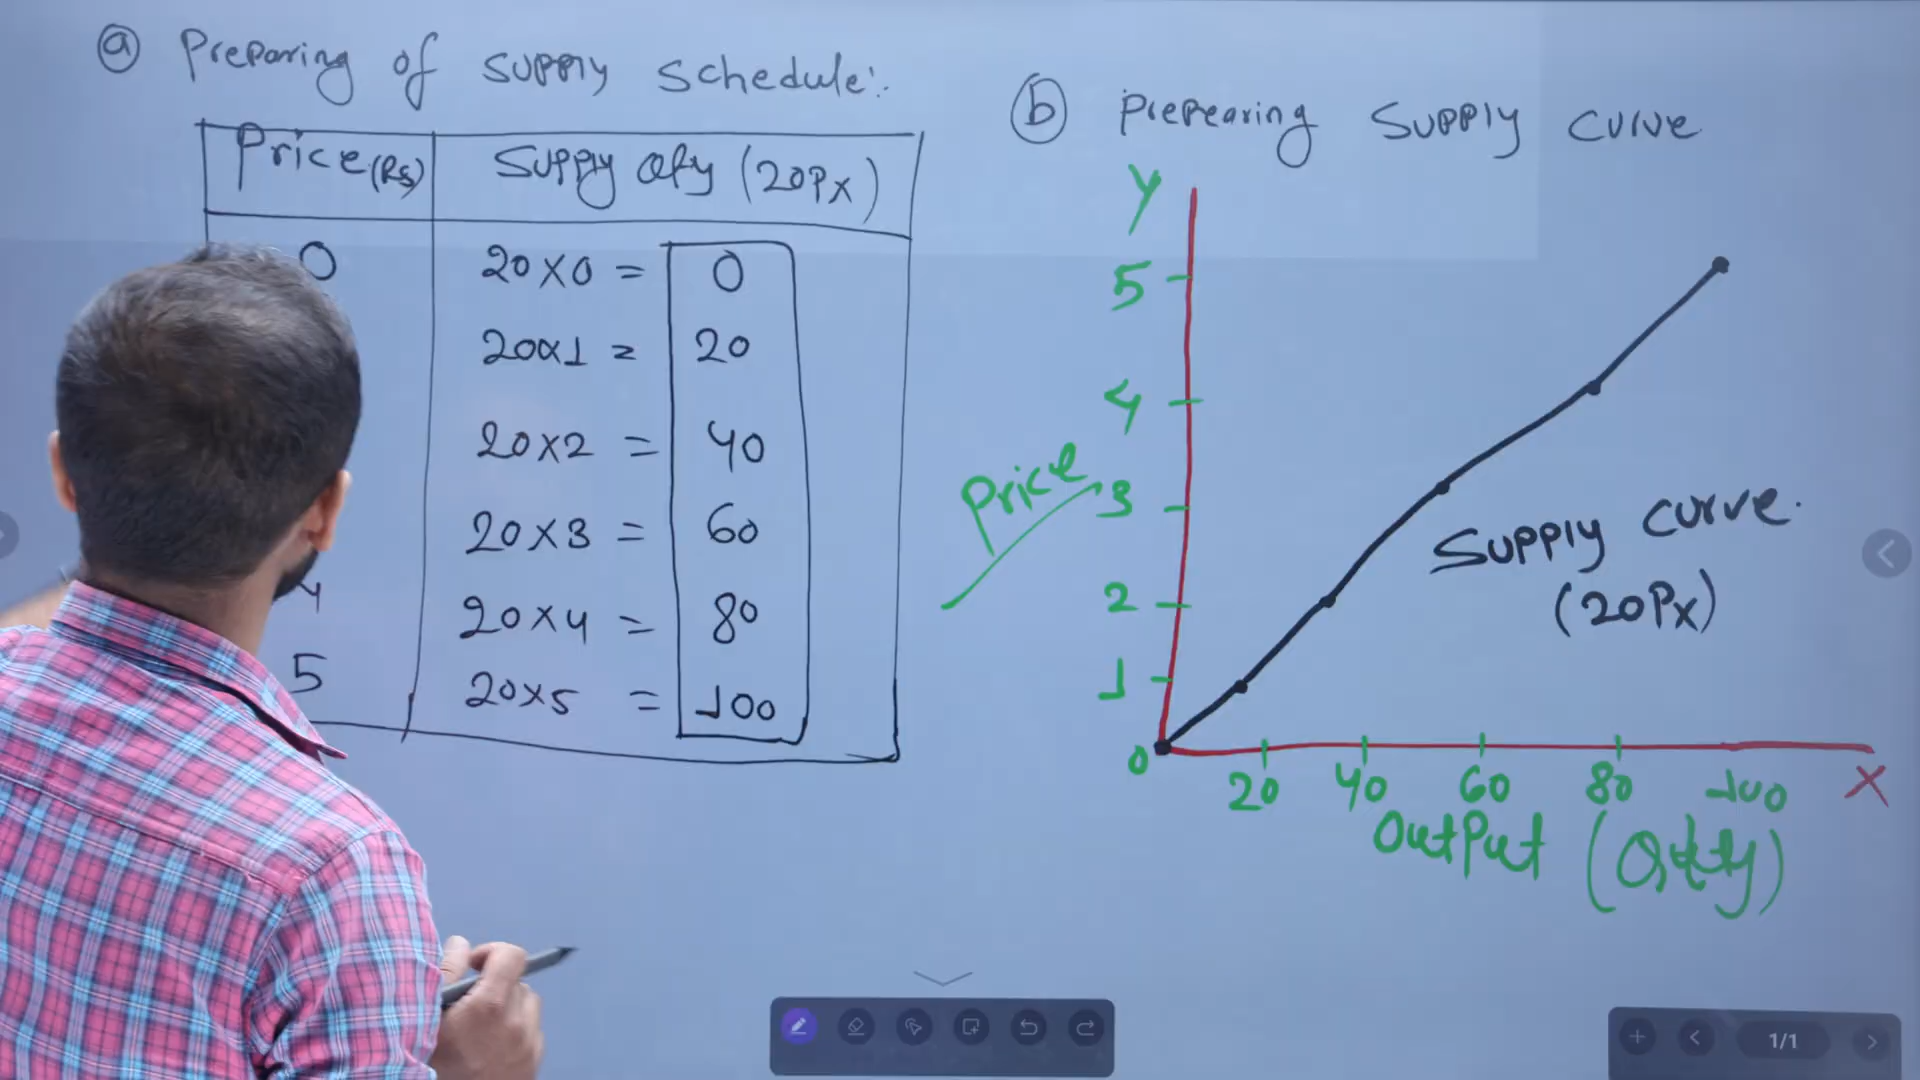 ⓐ Preparing of supply schedule:.
Price (Rs) Supply Qty (20Px)
0 20×0 = 0
20×1 = 20
20×2 = 40
20×3 = 60
4 20×4 = 80
5 20×5 = 100
ⓑ Prepearing Supply curve
Y
5
4
Price
3
2
1
0
20 40 60 80 100 X
Output (Qtty)
Supply curve.
(20Px)
1/1